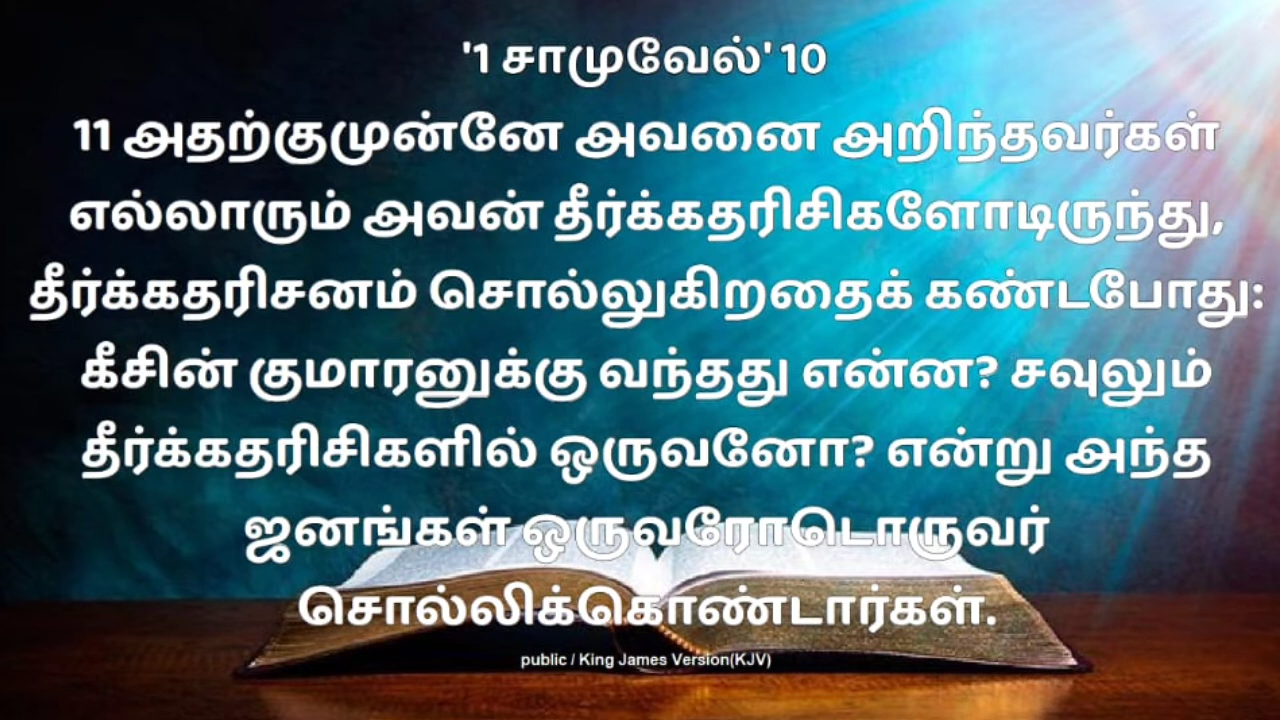 '1 சாமுவேல்' 10
11 அதற்குமுன்னே அவனை அறிந்தவர்கள்
எல்லாரும் அவன் தீர்க்கதரிசிகளோடிருந்து,
தீர்க்கதரிசனம் சொல்லுகிறதைக் கண்டபோது:
கீசின் குமாரனுக்கு வந்தது என்ன? சவுலும்
தீர்க்கதரிசிகளில் ஒருவனோ? என்று அந்த
ஜனங்கள் ஒருவரோடொருவர்
சொல்லிக்கொண்டார்கள்.
public / King James Version(KJV)